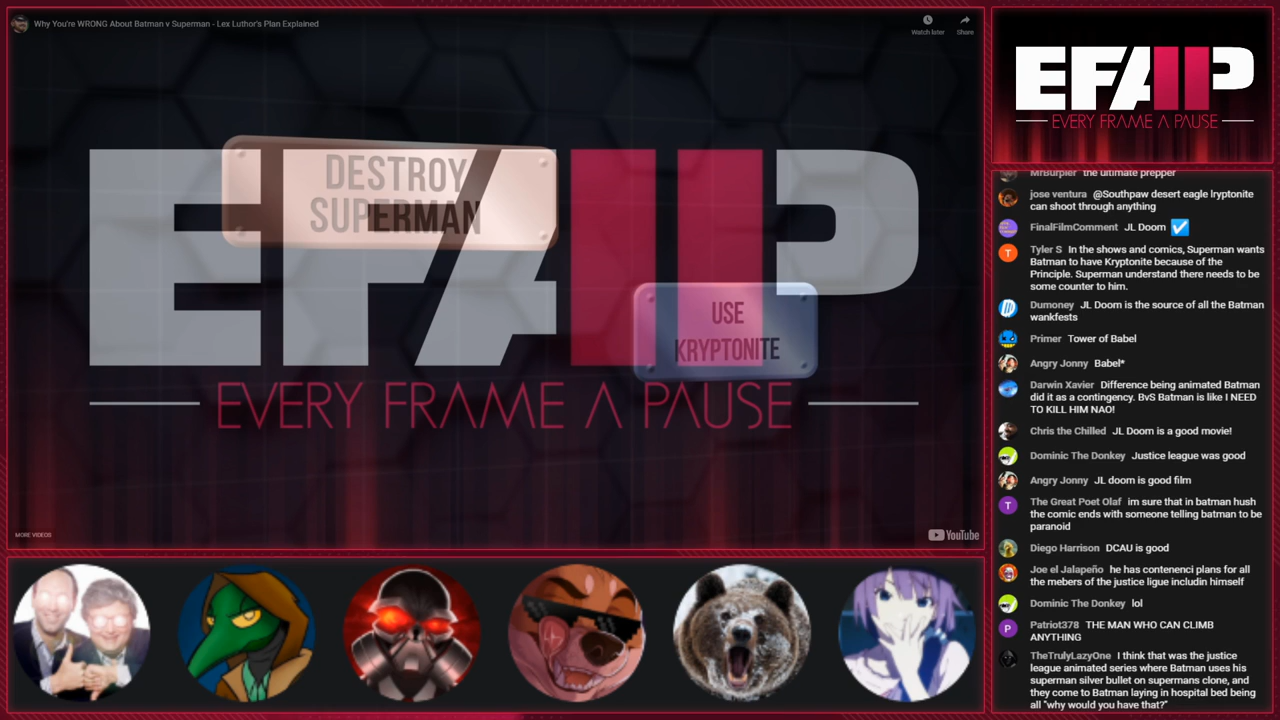 Why You're WRONG About Batman v Superman - Lex Luthor's Plan Explained
Watch later
Share
EFAP
DESTROY
SUPERMAN
USE
KRYPTONITE
EVERY FRAME A PAUSE
MORE VIDEOS
YouTube
EFAP
EVERY FRAME A PAUSE
MrBurpier the ultimate prepper
jose ventura @Southpaw desert eagle lryptonite
can shoot through anything
FinalFilmComment JL Doom
Tyler S In the shows and comics, Superman wants
Batman to have Kryptonite because of the
Principle. Superman understand there needs to be
some counter to him.
Dumoney JL Doom is the source of all the Batman
wankfests
Primer Tower of Babel
Angry Jonny Babel*
Darwin Xavier Difference being animated Batman
did it as a contingency. BvS Batman is like I NEED
TO KILL HIM NAO!
Chris the Chilled JL Doom is a good movie!
Dominic The Donkey Justice league was good
Angry Jonny JL doom is good film
The Great Poet Olaf im sure that in batman hush
the comic ends with someone telling batman to be
paranoid
Diego Harrison DCAU is good
Joe el Jalapeño he has contenenci plans for all
the mebers of the justice ligue includin himself
Dominic The Donkey lol
Patriot378 THE MAN WHO CAN CLIMB
ANYTHING
TheTrulyLazyOne I think that was the justice
league animated series where Batman uses his
superman silver bullet on supermans clone, and
they come to Batman laying in hospital bed being
all "why would you have that?"